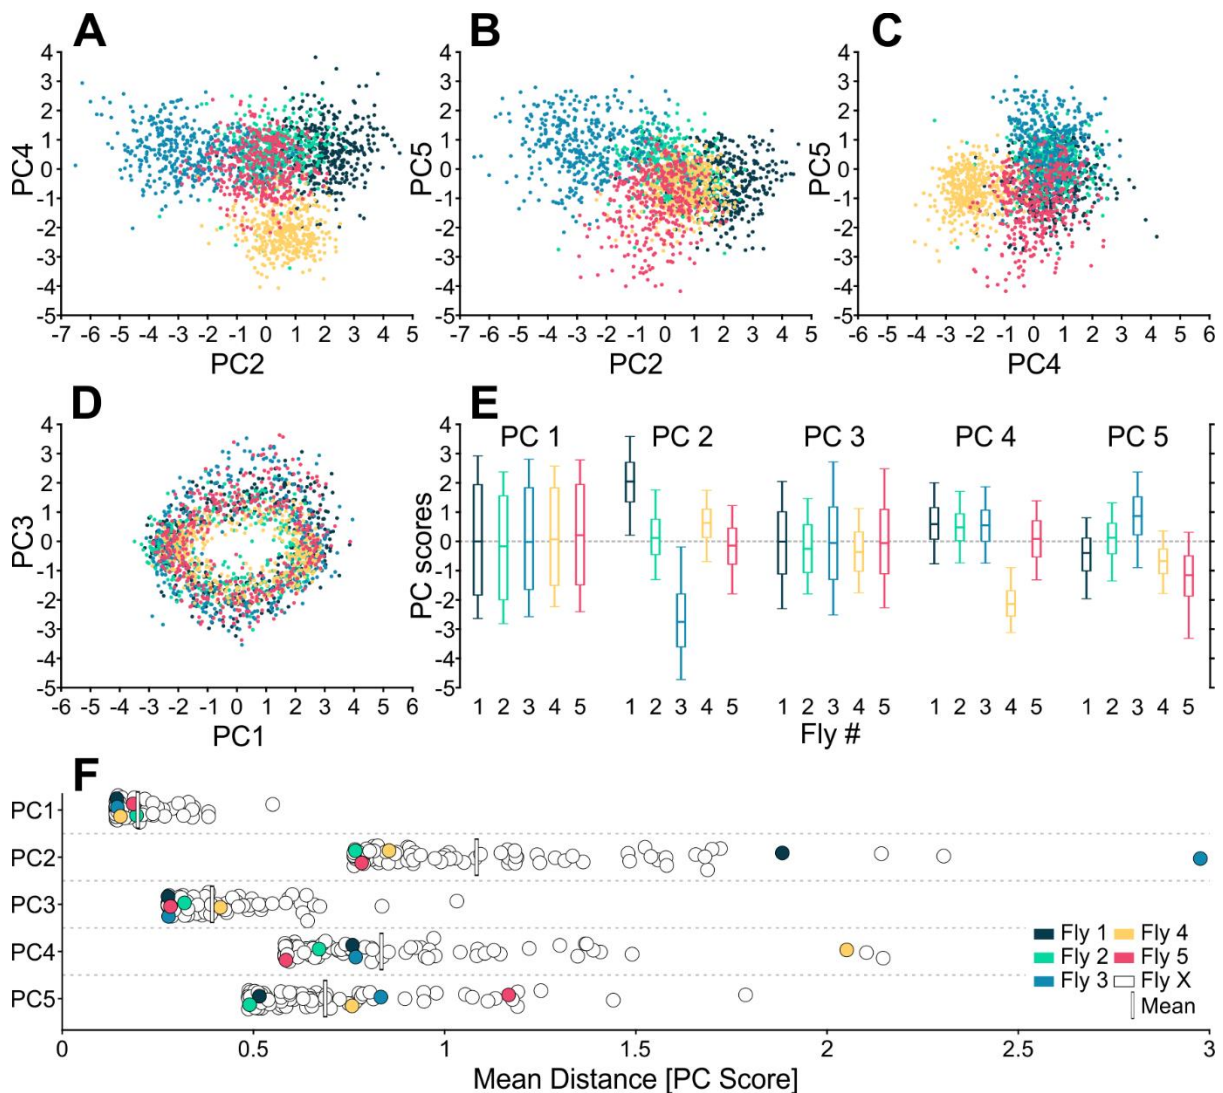 A
B
C
4
3
2
1
0
-1
-2
-3
-4
-5
PC4
-7 -6 -5 -4 -3 -2 -1 0 1 2 3 4 5
PC2
4
3
2
1
0
-1
-2
-3
-4
-5
PC5
-7 -6 -5 -4 -3 -2 -1 0 1 2 3 4 5
PC2
4
3
2
1
0
-1
-2
-3
-4
-5
PC5
-6 -5 -4 -3 -2 -1 0 1 2 3 4 5 6
PC4
D
4
3
2
1
0
-1
-2
-3
-4
-5
PC3
-6 -5 -4 -3 -2 -1 0 1 2 3 4 5 6
PC1
E
4
3
2
1
0
-1
-2
-3
-4
-5
PC scores
PC 1 PC 2 PC 3 PC 4 PC 5
1 2 3 4 5 1 2 3 4 5 1 2 3 4 5 1 2 3 4 5 1 2 3 4 5
Fly #
F
PC1
PC2
PC3
PC4
PC5
Fly 1 Fly 4
Fly 2 Fly 5
Fly 3 Fly X
Mean
0 0.5 1 1.5 2 2.5 3
Mean Distance [PC Score]